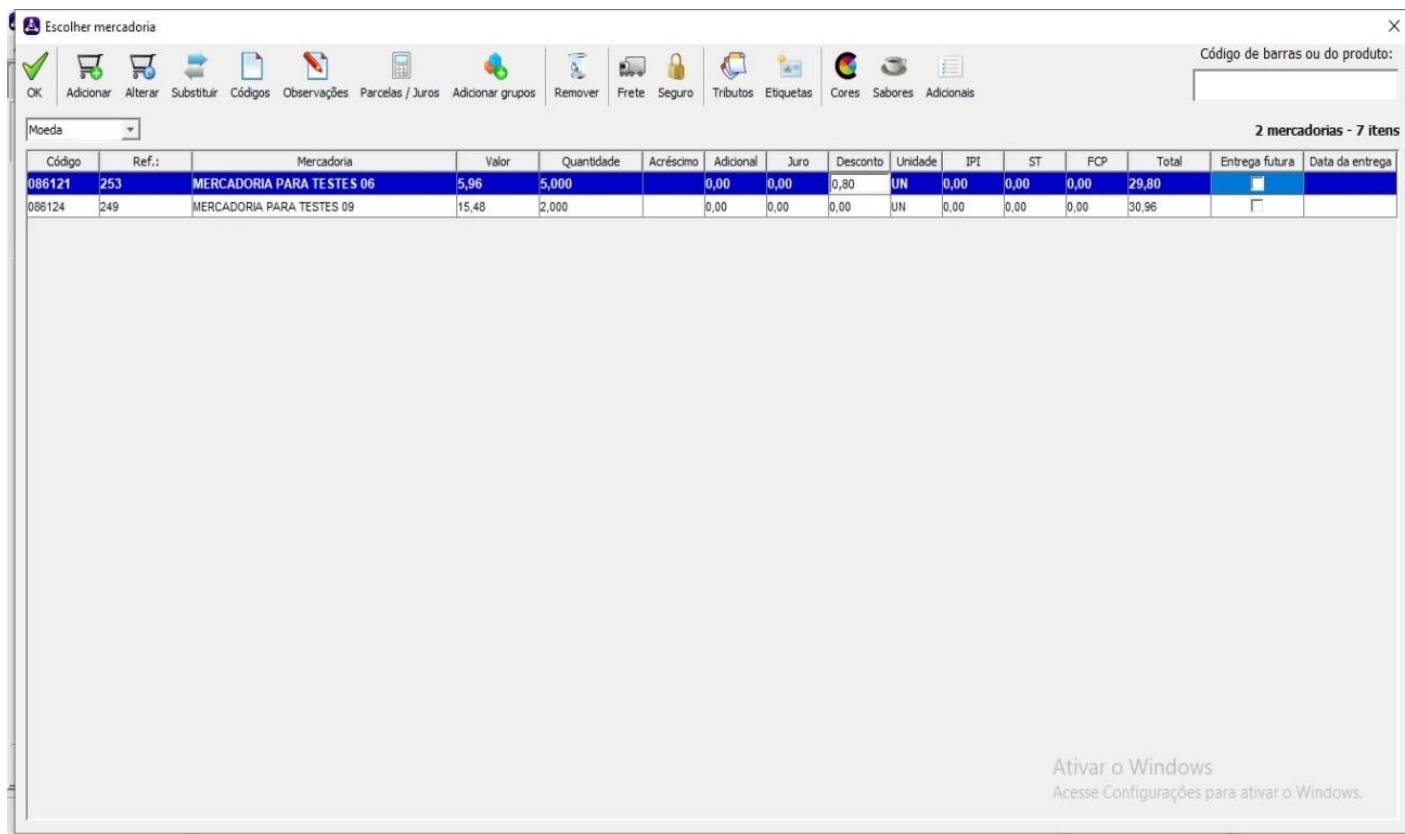 Escolher mercadoria
Código de barras ou do produto:
OK Adicionar Alterar Substituir Códigos Observações Parcelas / Juros Adicionar grupos Remover Frete Seguro Tributos Etiquetas Cores Sabores Adicionais
Moeda
2 mercadorias - 7 itens
Código Ref.: Mercadoria Valor Quantidade Acréscimo Adicional Juro Desconto Unidade IPI ST FCP Total Entrega futura Data da entrega
086121 253 MERCADORIA PARA TESTES 06 5,96 5,000 0,00 0,00 0,80 UN 0,00 0,00 0,00 29,80
086124 249 MERCADORIA PARA TESTES 09 15,48 2,000 0,00 0,00 0,00 UN 0,00 0,00 0,00 30,96
Ativar o Windows
Acesse Configurações para ativar o Windows.